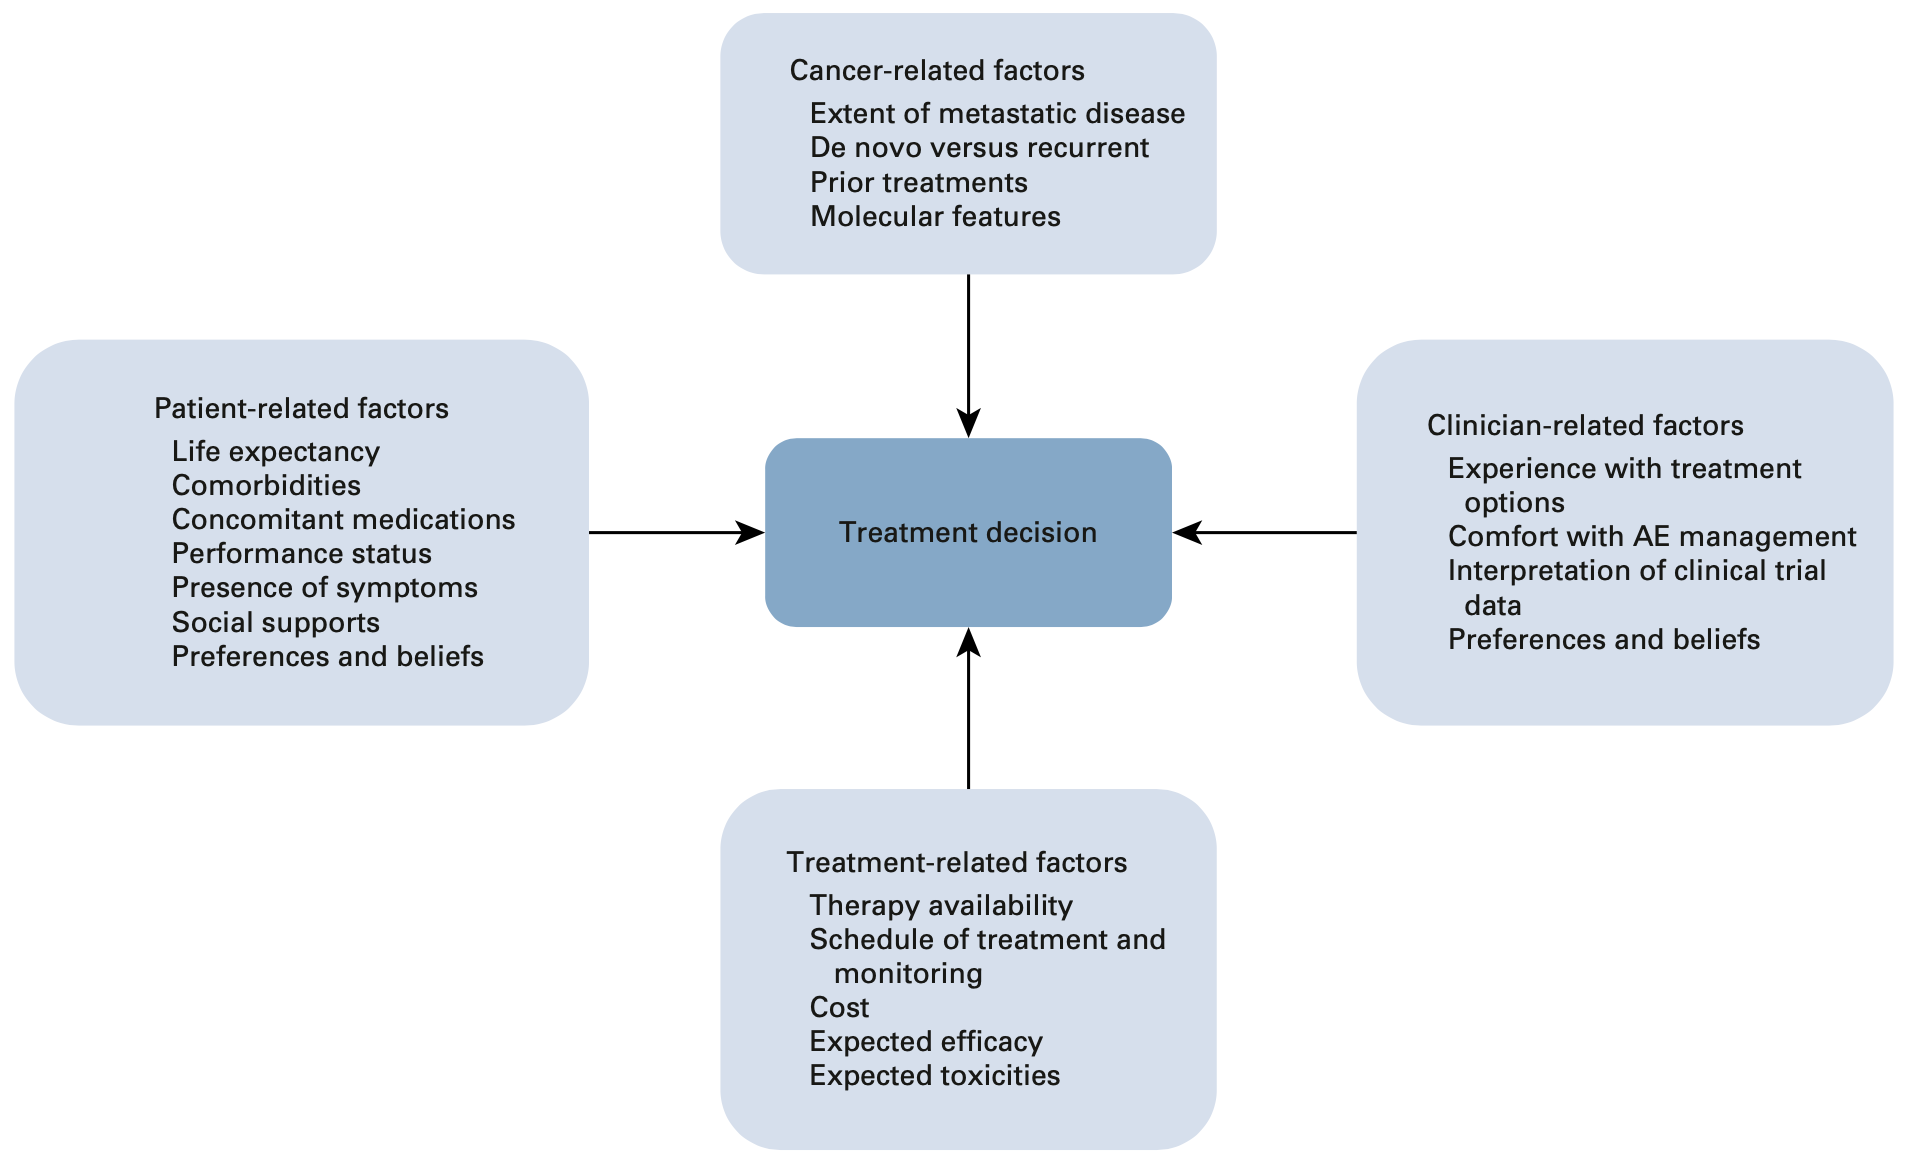 Cancer-related factors
Extent of metastatic disease
De novo versus recurrent
Prior treatments
Molecular features
Patient-related factors
Life expectancy
Comorbidities
Concomitant medications
Performance status
Presence of symptoms
Social supports
Preferences and beliefs
Treatment decision
Clinician-related factors
Experience with treatment
options
Comfort with AE management
Interpretation of clinical trial
data
Preferences and beliefs
Treatment-related factors
Therapy availability
Schedule of treatment and
monitoring
Cost
Expected efficacy
Expected toxicities